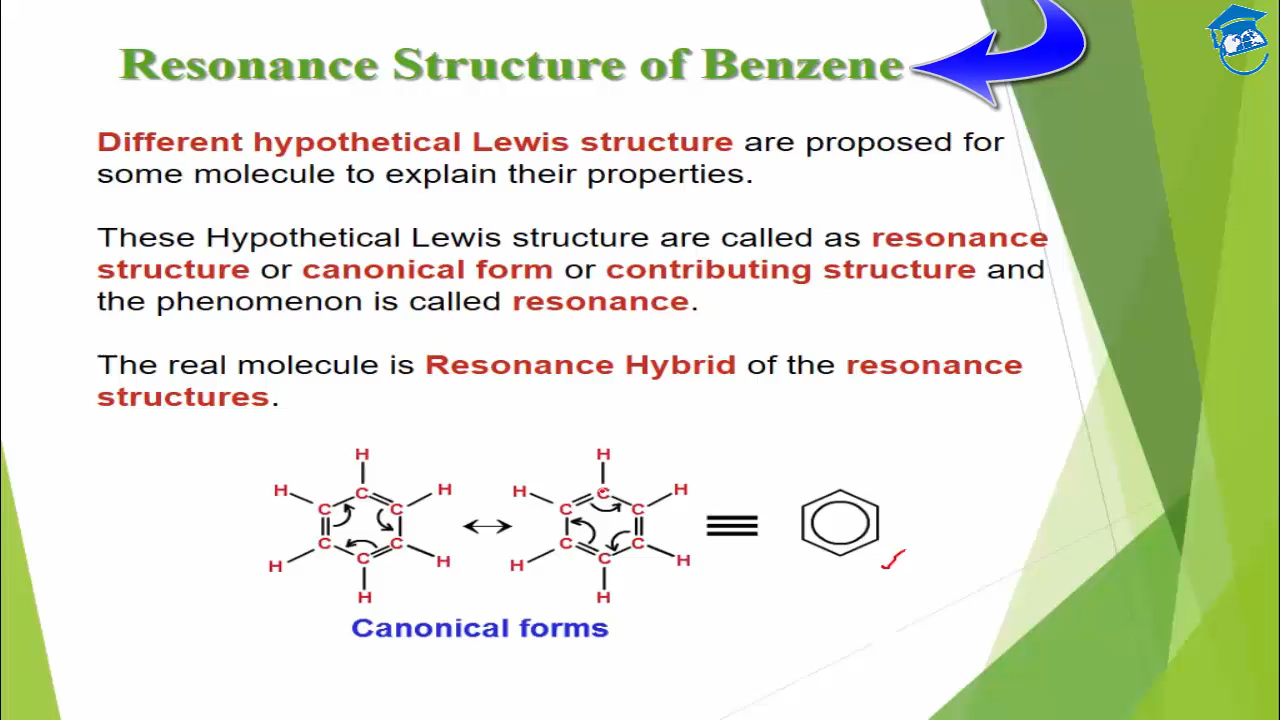 Resonance Structure of Benzene
Different hypothetical Lewis structure are proposed for
some molecule to explain their properties.
These Hypothetical Lewis structure are called as resonance
structure or canonical form or contributing structure and
the phenomenon is called resonance.
The real molecule is Resonance Hybrid of the resonance
structures.
H H
H H H H
C C
C C C C
C C C C
C C
H H H H
H H
Canonical forms